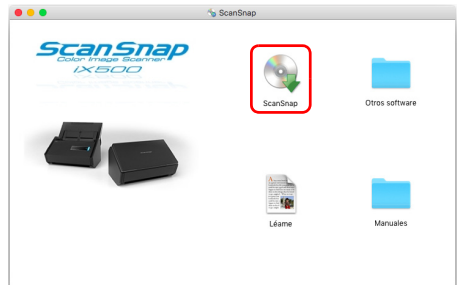 ScanSnap
ScanSnap
Color Image Scanner
iX500
ScanSnap
Otros software
Léame
Manuales